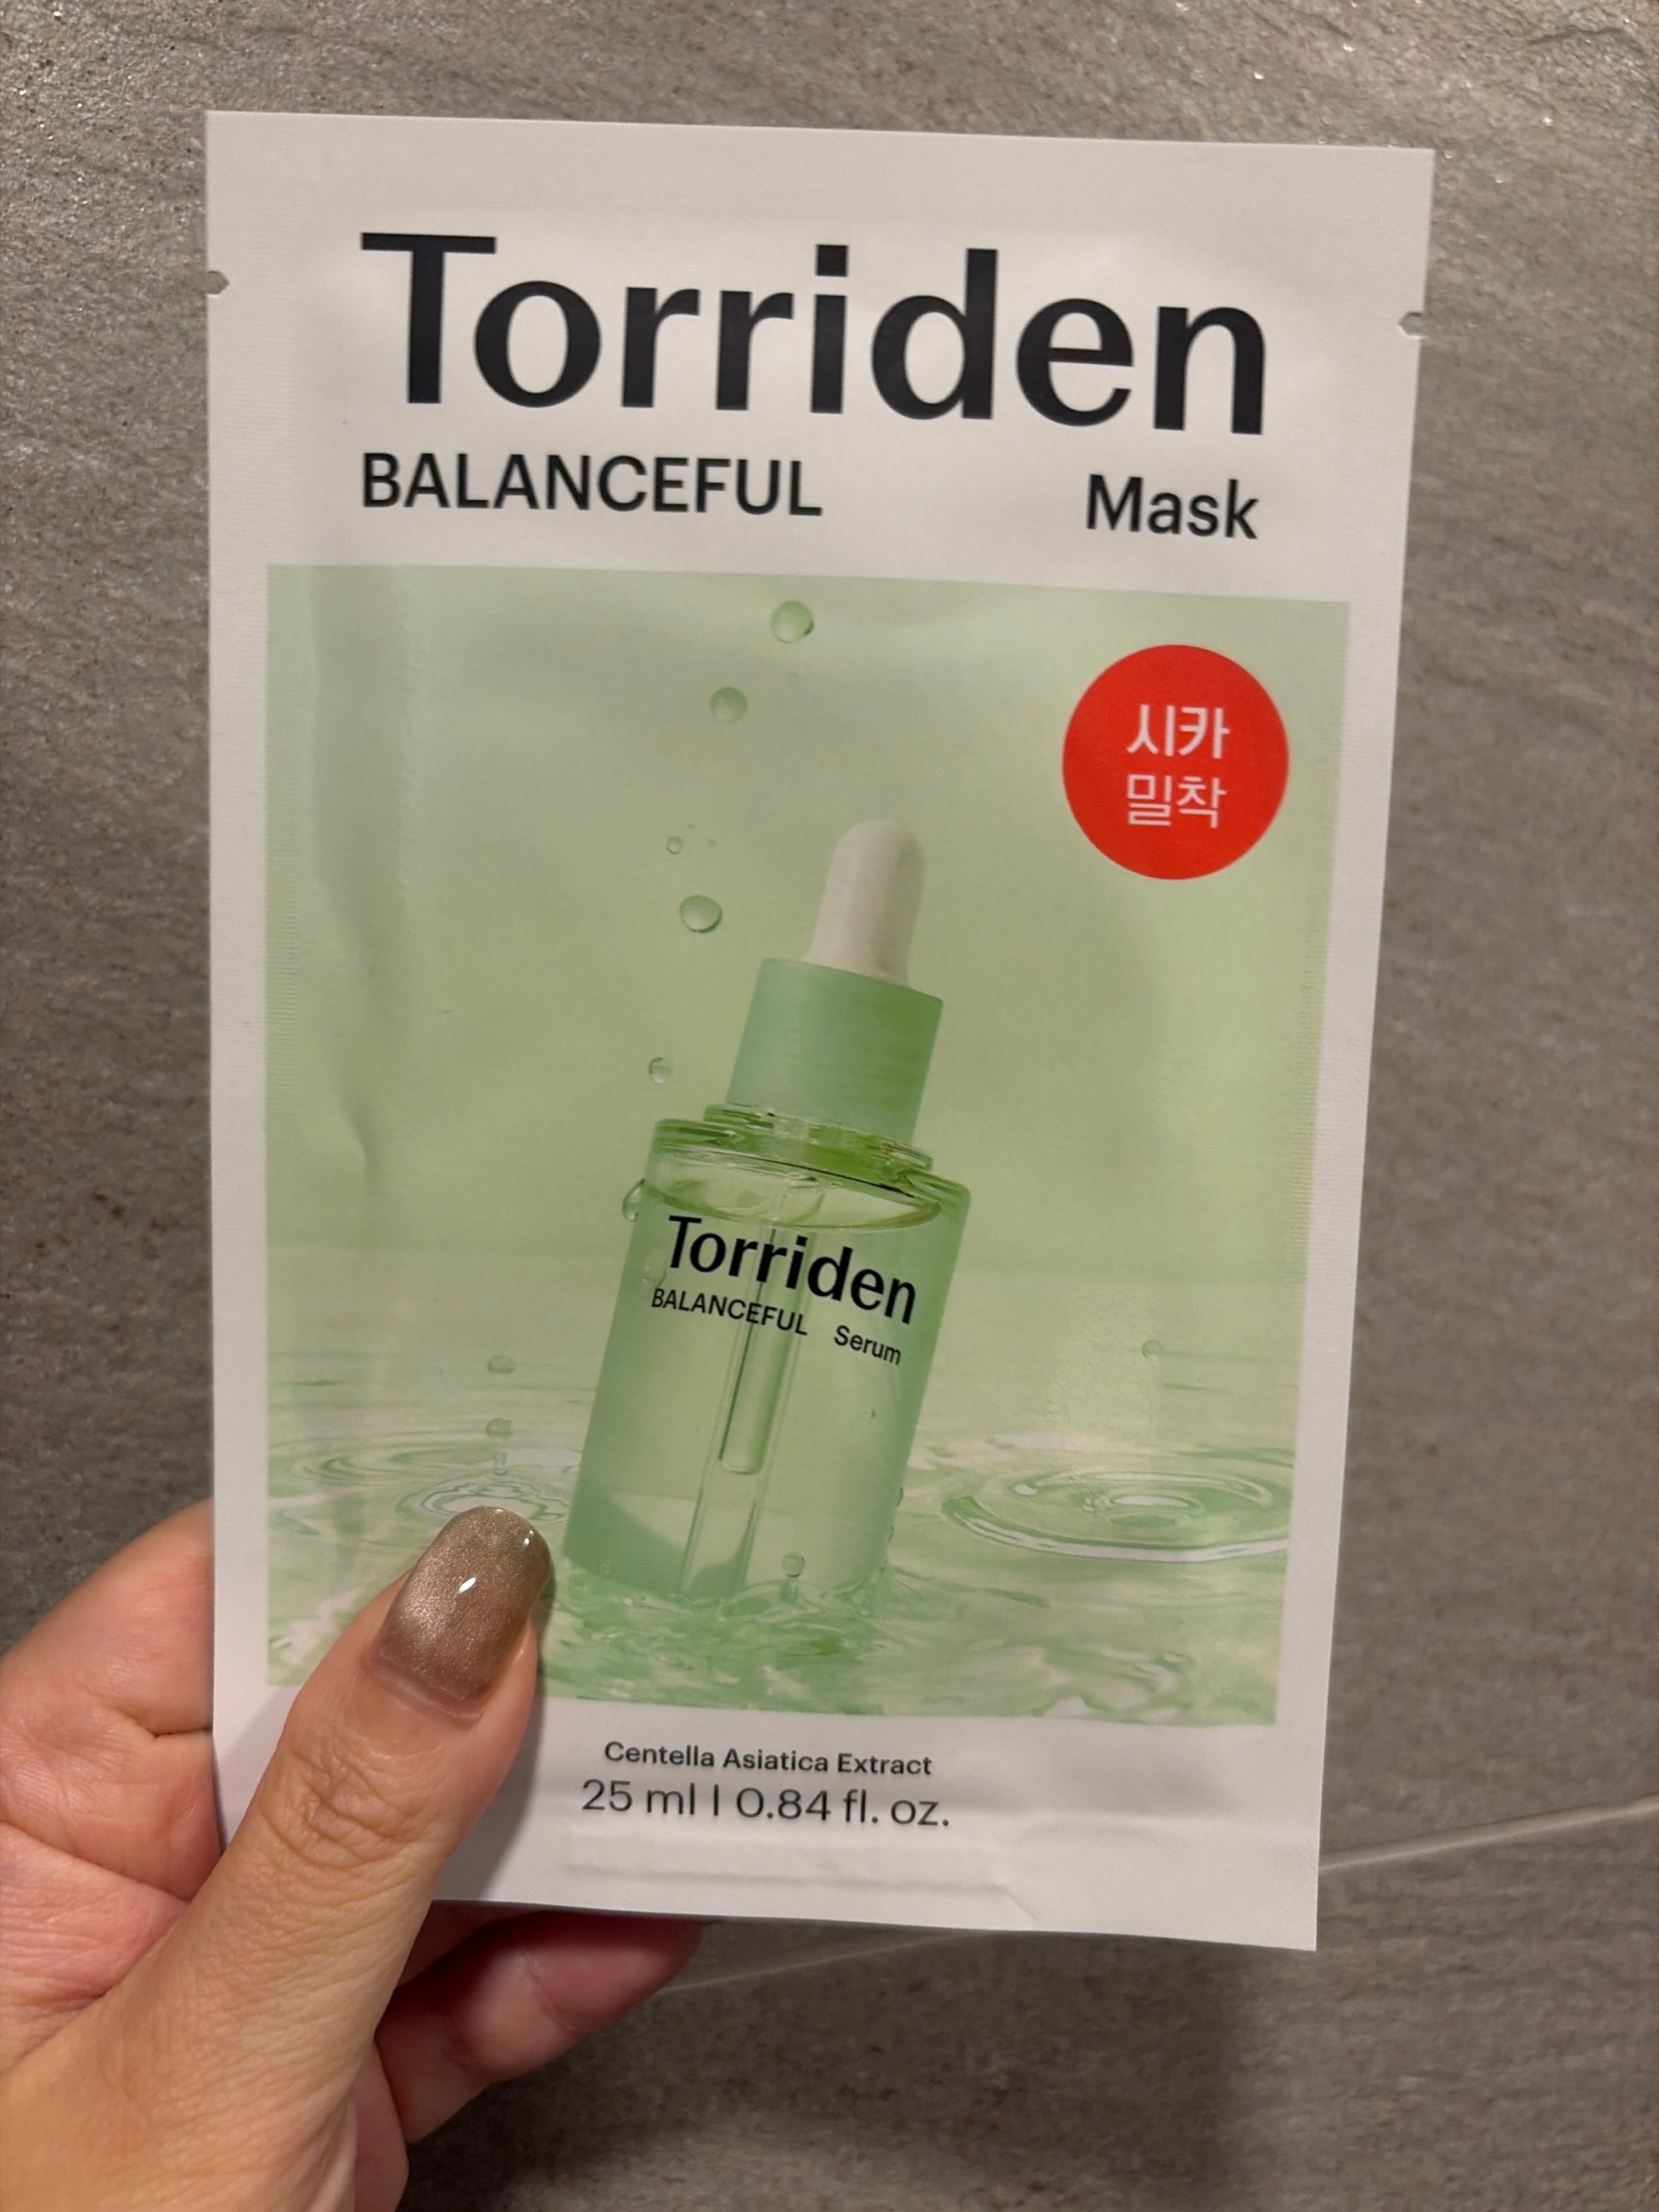 Torriden
BALANCEFUL Mask
시카
밀착
Torriden
BALANCEFUL Serum
Centella Asiatica Extract
25 ml | 0.84 fl. oz.